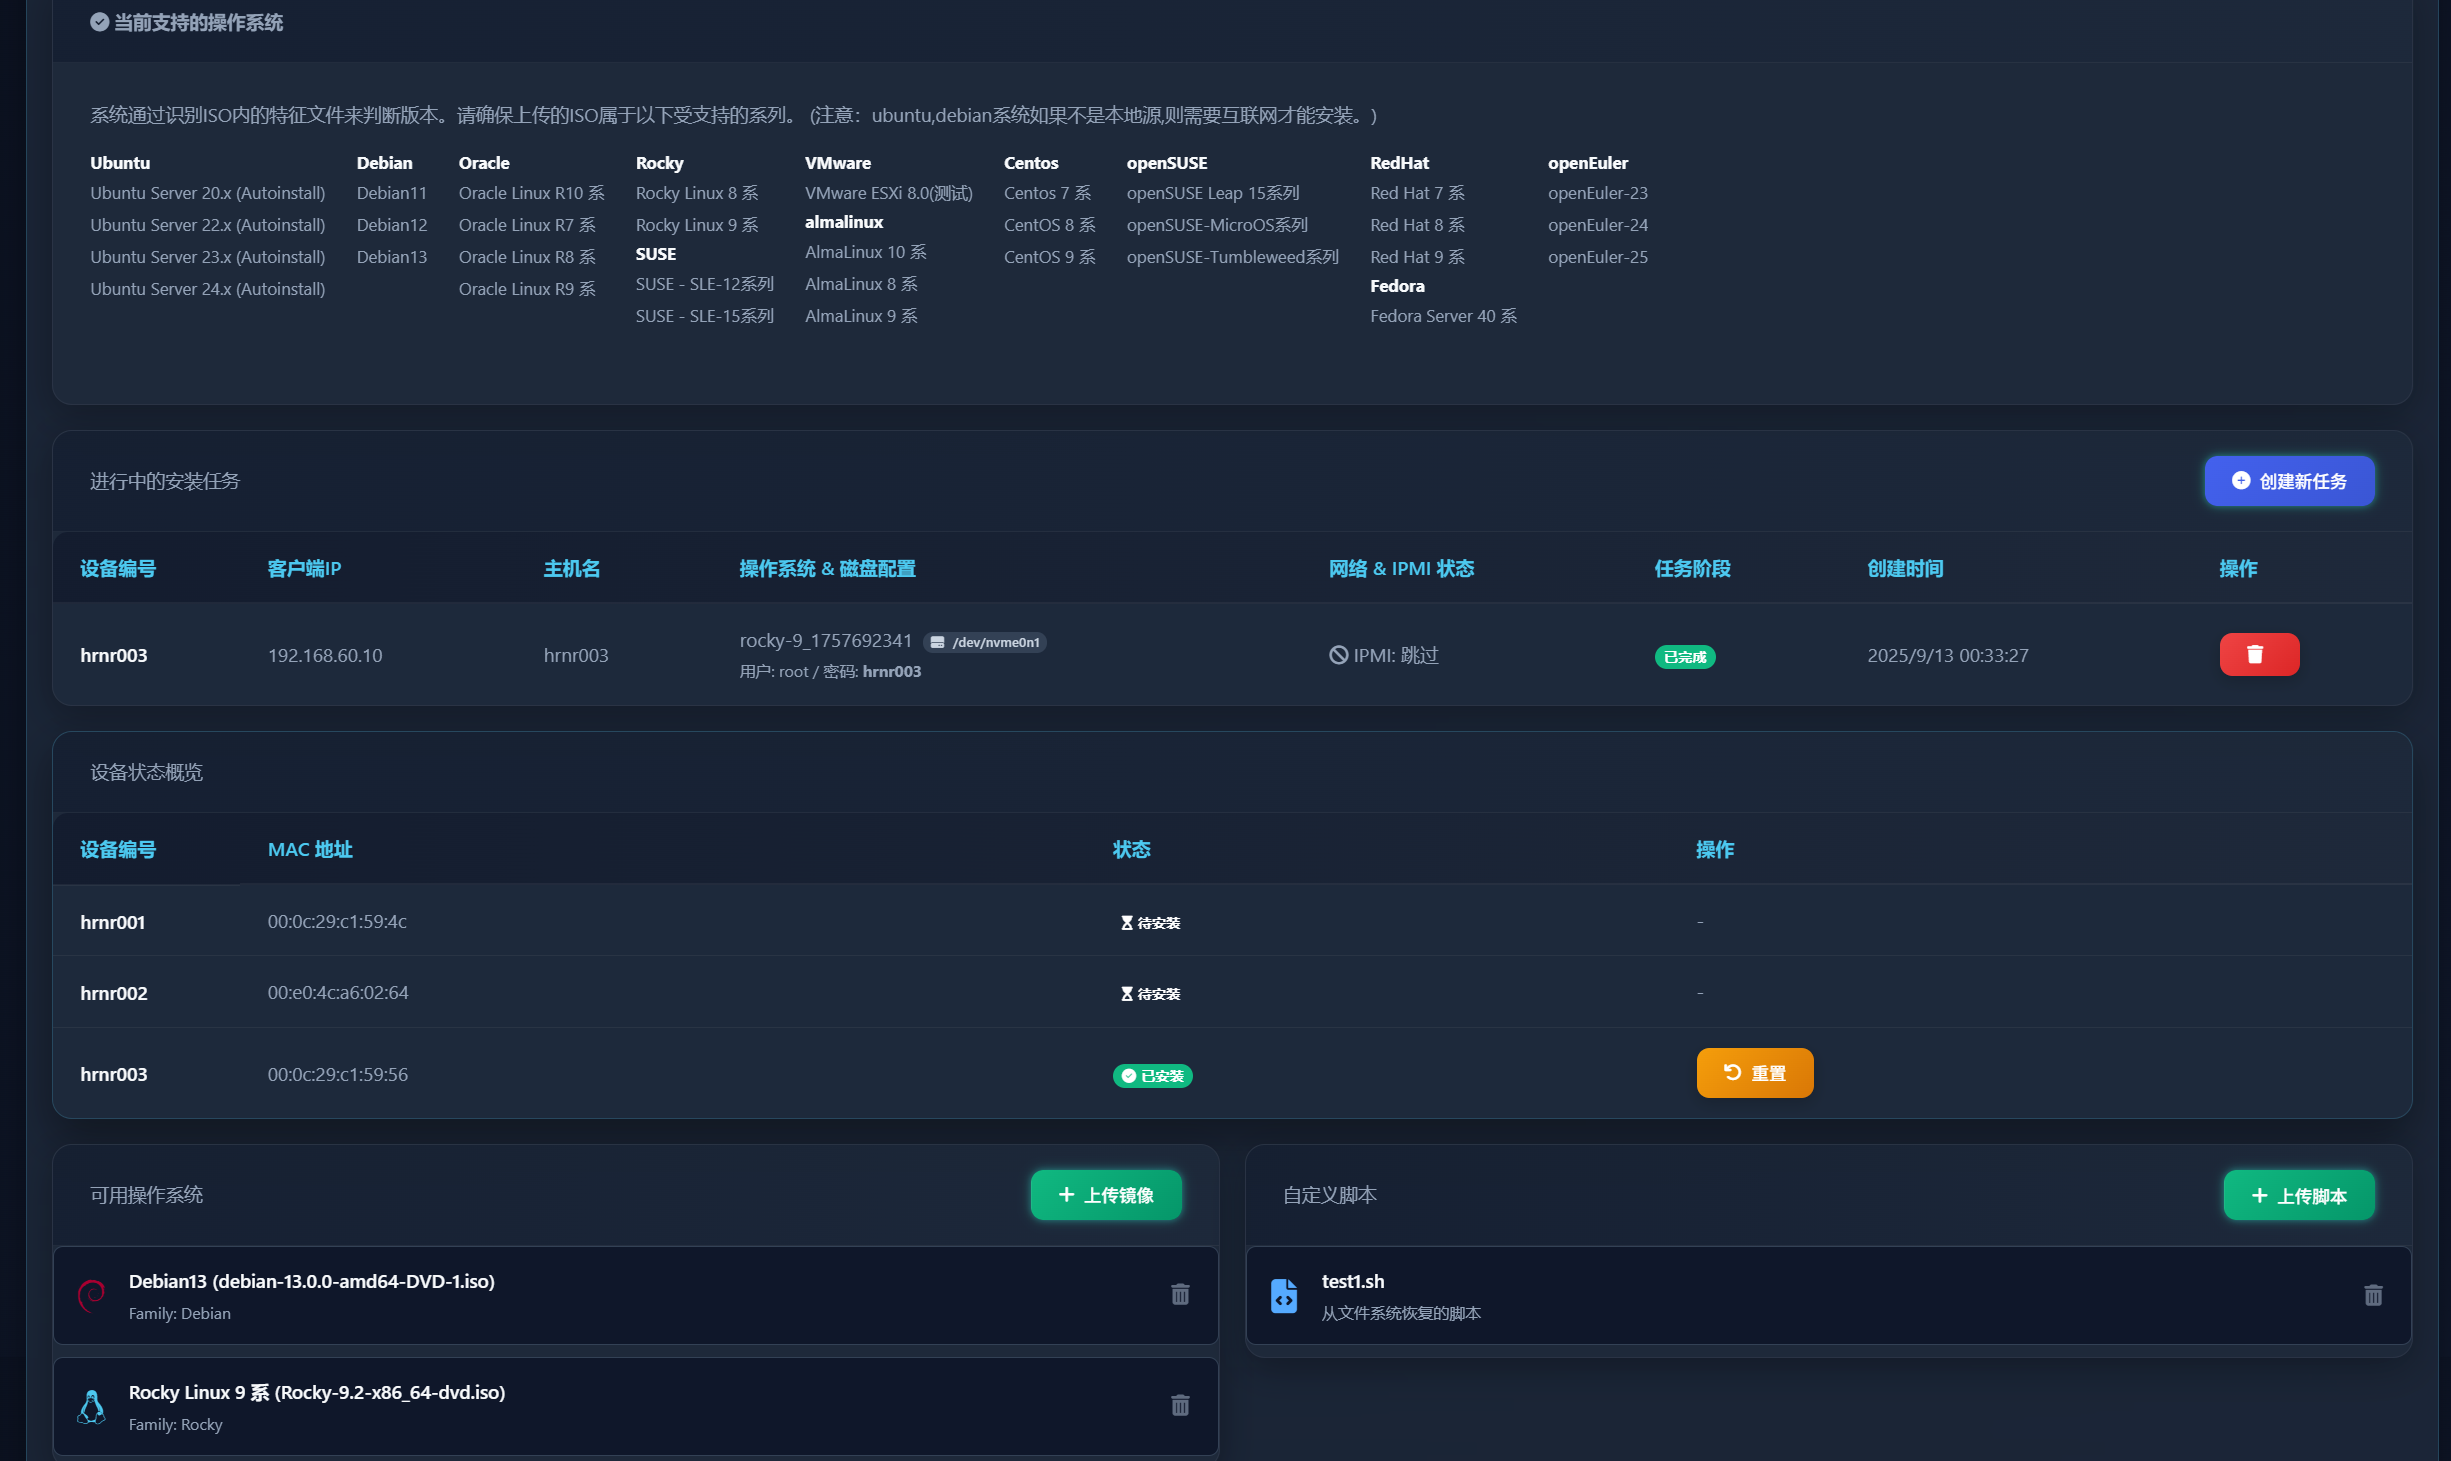 当前支持的操作系统
系统通过识别ISO内的特征文件来判断版本。请确保上传的ISO属于以下受支持的系列。 (注意：ubuntu,debian系统如果不是本地源,则需要互联网才能安装。)
Ubuntu
Ubuntu Server 20.x (Autoinstall)
Ubuntu Server 22.x (Autoinstall)
Ubuntu Server 23.x (Autoinstall)
Ubuntu Server 24.x (Autoinstall)
Debian
Debian11
Debian12
Debian13
Oracle
Oracle Linux R10 系
Oracle Linux R7 系
Oracle Linux R8 系
Oracle Linux R9 系
Rocky
Rocky Linux 8 系
Rocky Linux 9 系
SUSE
SUSE - SLE-12系列
SUSE - SLE-15系列
VMware
VMware ESXi 8.0(测试)
almalinux
AlmaLinux 10 系
AlmaLinux 8 系
AlmaLinux 9 系
Centos
Centos 7 系
CentOS 8 系
CentOS 9 系
openSUSE
openSUSE Leap 15系列
openSUSE-MicroOS系列
openSUSE-Tumbleweed系列
RedHat
Red Hat 7 系
Red Hat 8 系
Red Hat 9 系
Fedora
Fedora Server 40 系
openEuler
openEuler-23
openEuler-24
openEuler-25
进行中的安装任务
创建新任务
设备编号 客户端IP 主机名 操作系统 & 磁盘配置 网络 & IPMI 状态 任务阶段 创建时间 操作
hrnr003 192.168.60.10 hrnr003 rocky-9_1757692341 /dev/nvme0n1
用户: root / 密码: hrnr003
IPMI: 跳过 已完成 2025/9/13 00:33:27
设备状态概览
设备编号 MAC 地址 状态 操作
hrnr001 00:0c:29:c1:59:4c 待安装 -
hrnr002 00:e0:4c:a6:02:64 待安装 -
hrnr003 00:0c:29:c1:59:56 已安装 重置
可用操作系统
上传镜像
Debian13 (debian-13.0.0-amd64-DVD-1.iso)
Family: Debian
Rocky Linux 9 系 (Rocky-9.2-x86_64-dvd.iso)
Family: Rocky
自定义脚本
上传脚本
test1.sh
从文件系统恢复的脚本